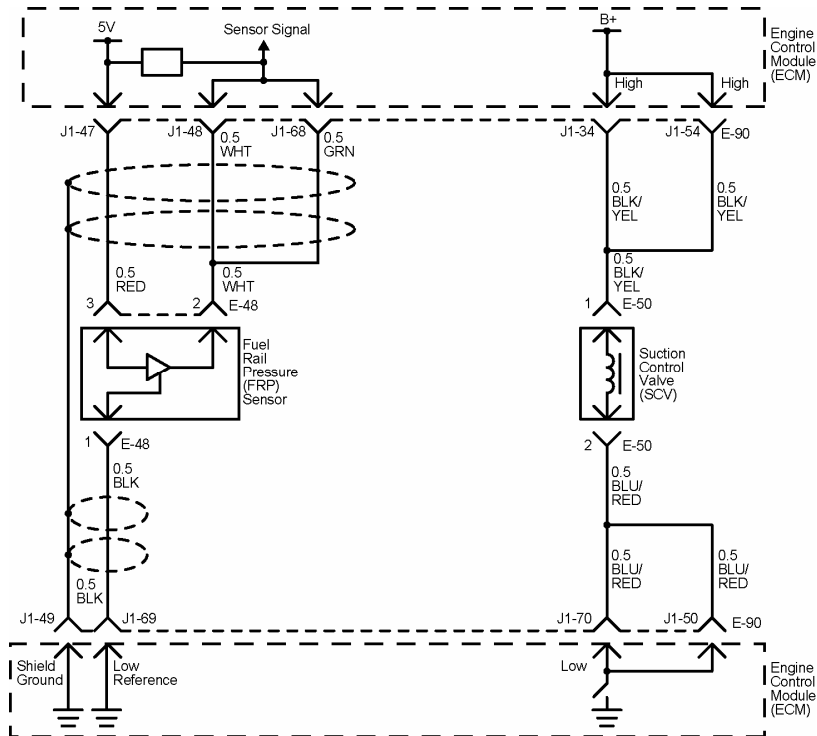 5V
Sensor Signal
B+
Engine
Control
Module
(ECM)
High
High
J1-47
J1-48
J1-68
J1-34
J1-54
E-90
0.5
WHT
0.5
GRN
0.5
BLK/
YEL
0.5
BLK/
YEL
0.5
RED
0.5
WHT
0.5
BLK/
YEL
3
2
E-48
1
E-50
Fuel
Rail
Pressure
(FRP)
Sensor
Suction
Control
Valve
(SCV)
1
E-48
2
E-50
0.5
BLK
0.5
BLU/
RED
0.5
BLK
0.5
BLU/
RED
0.5
BLU/
RED
J1-49
J1-69
J1-70
J1-50
E-90
Shield
Ground
Low
Reference
Low
Engine
Control
Module
(ECM)